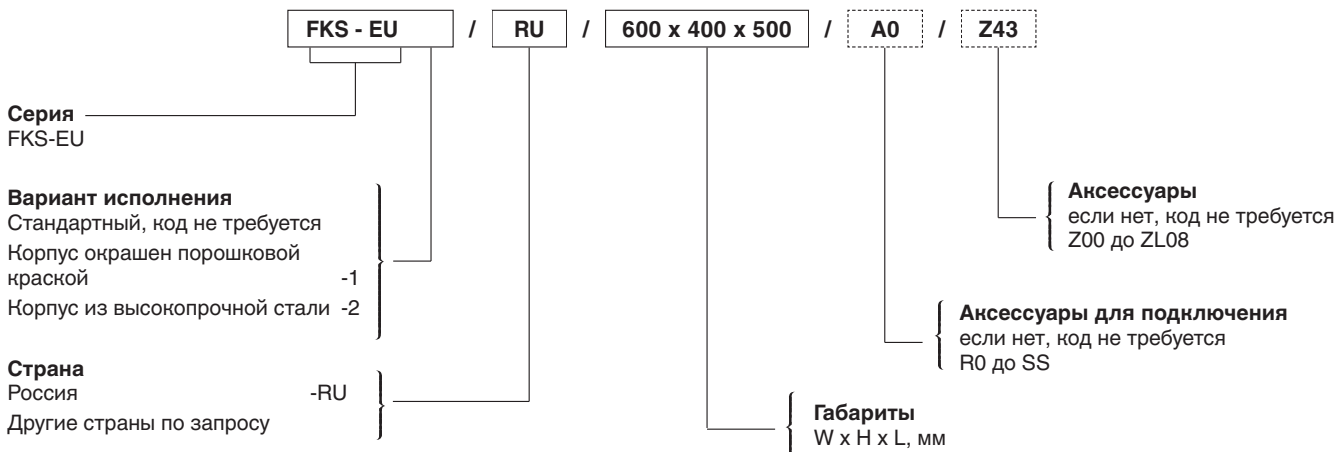 FKS - EU / RU / 600 x 400 x 500 / A0 / Z43
Серия
FKS-EU
Вариант исполнения
Стандартный, код не требуется
Корпус окрашен порошковой
краской -1
Корпус из высокопрочной стали -2
Страна
Россия -RU
Другие страны по запросу
Аксессуары
если нет, код не требуется
Z00 до ZL08
Аксессуары для подключения
если нет, код не требуется
R0 до SS
Габариты
W x H x L, мм